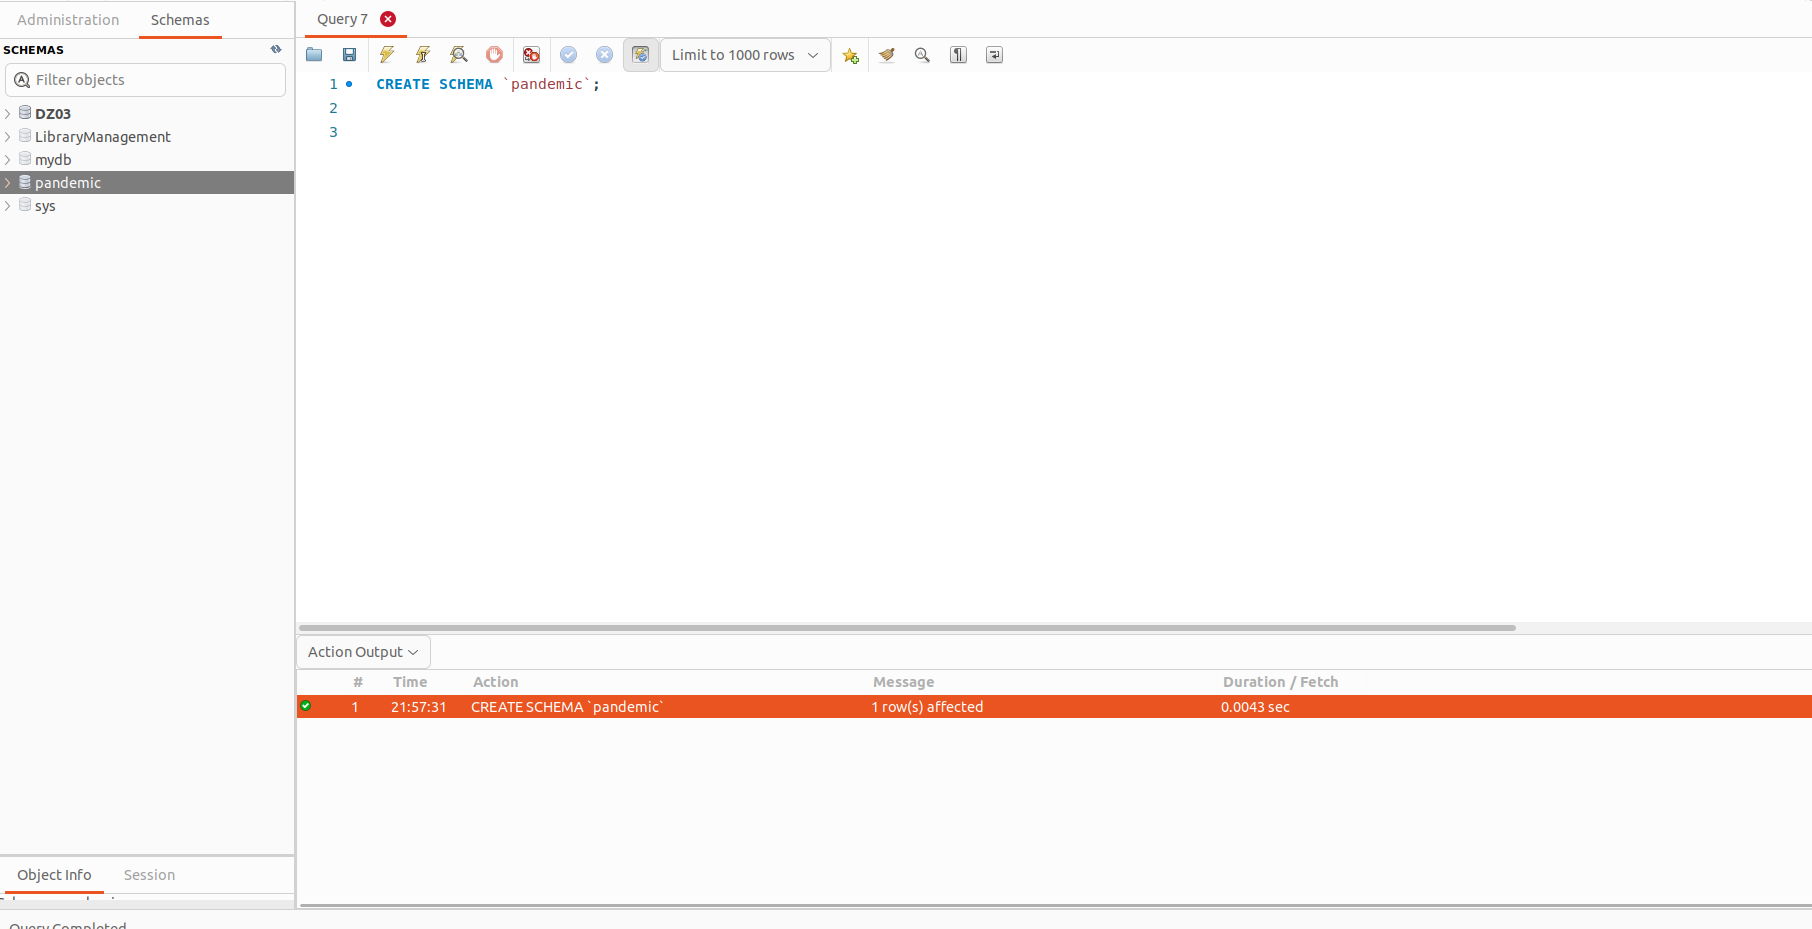 Administration Schemas
SCHEMAS
Filter objects
DZ03
LibraryManagement
mydb
pandemic
sys
Object Info Session
Query Completed
Query 7
Limit to 1000 rows
1 CREATE SCHEMA `pandemic`;
2
3
Action Output
# Time Action Message Duration / Fetch
1 21:57:31 CREATE SCHEMA `pandemic` 1 row(s) affected 0.0043 sec